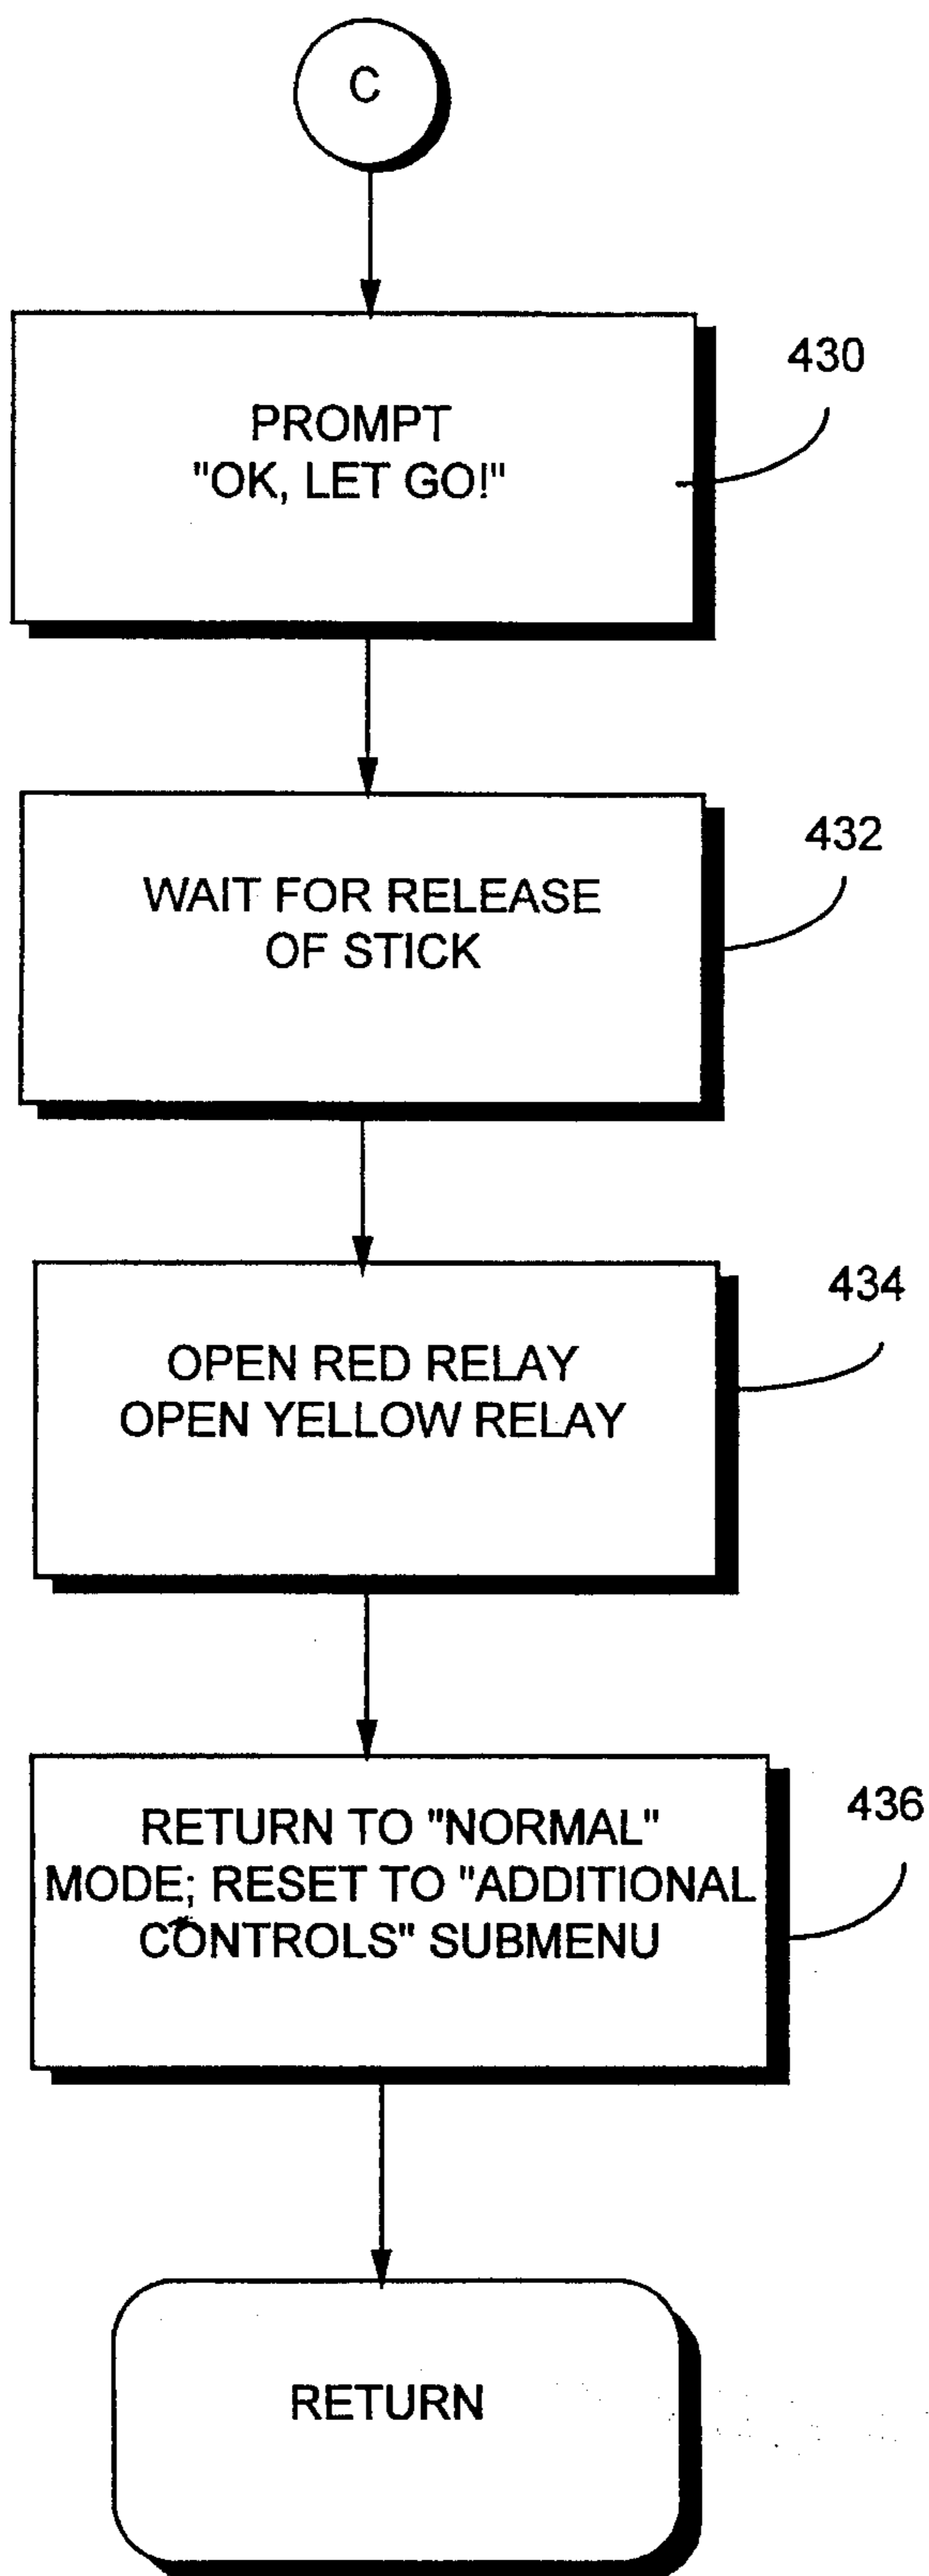 C
PROMPT
"OK, LET GO!"
430
WAIT FOR RELEASE
OF STICK
432
OPEN RED RELAY
OPEN YELLOW RELAY
434
RETURN TO "NORMAL"
MODE; RESET TO "ADDITIONAL
CONTROLS" SUBMENU
436
RETURN